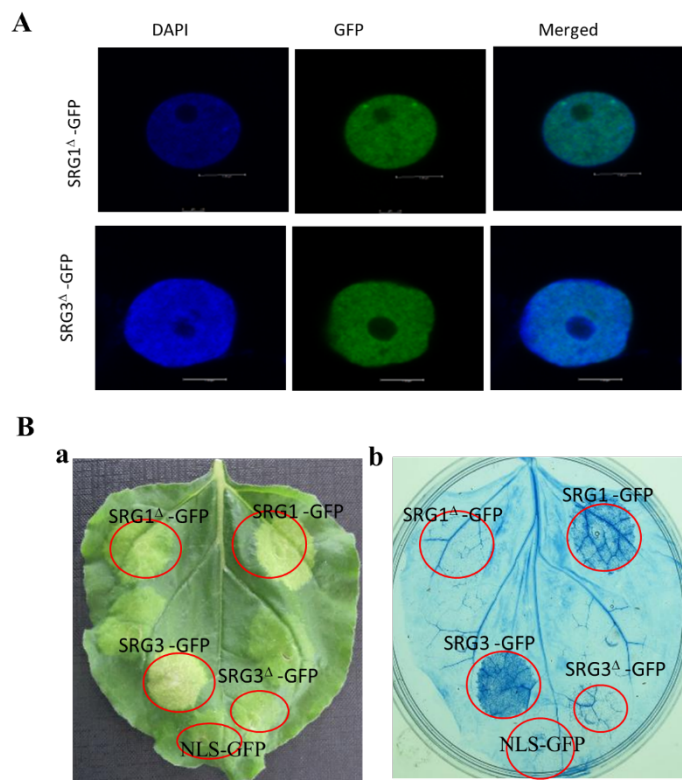 A
DAPI GFP Merged
SRG1Δ -GFP
SRG3Δ -GFP
B
a
b
SRG1Δ-GFP SRG1 -GFP
SRG3 -GFP
SRG3Δ -GFP
NLS-GFP
SRG1Δ-GFP SRG1 -GFP
SRG3 -GFP
SRG3Δ -GFP
NLS-GFP